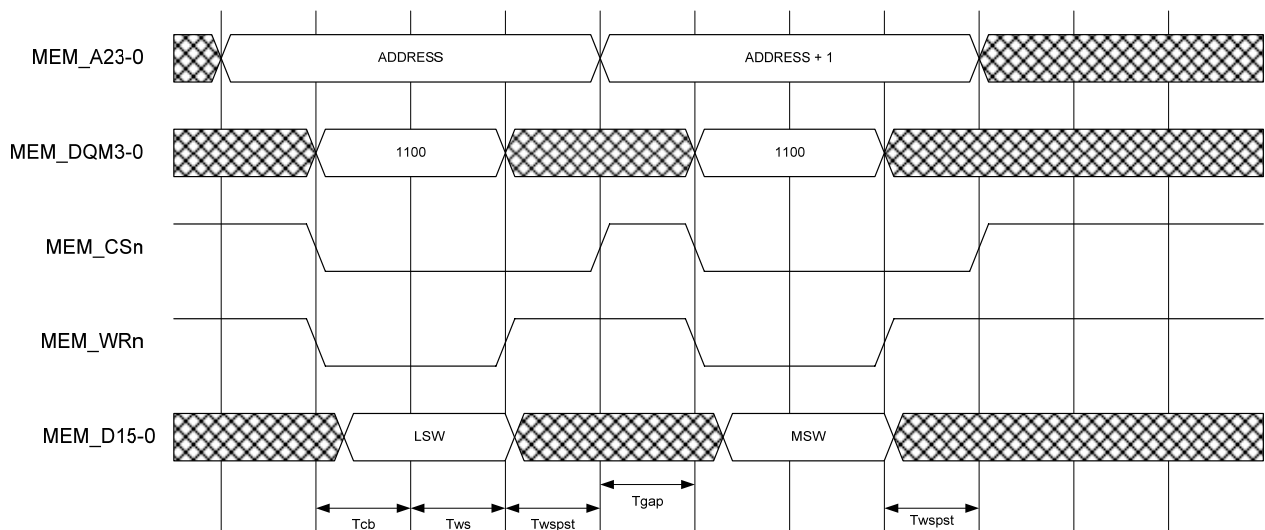 MEM_A23-0
ADDRESS
ADDRESS + 1
MEM_DQM3-0
1100
1100
MEM_CSn
MEM_WRn
MEM_D15-0
LSW
MSW
Tcb
Tws
Twspst
Tgap
Twspst